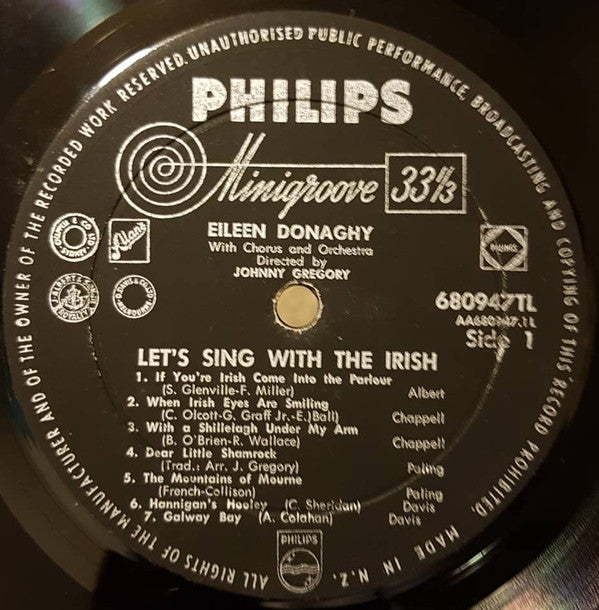 ALL RIGHTS OF THE MANUFACTURER AND OF THE OWNER OF THE RECORDED WORK RESERVED. UNAUTHORISED PUBLIC PERFORMANCE, BROADCASTING AND COPYING OF THIS RECORD PROHIBITED. MADE IN N.Z.
PHILIPS
Minigroove 33⅓
EILEEN DONAGHY
With Chorus and Orchestra
Directed by
JOHNNY GREGORY
Allans
PALINGS
680947TL
AA680947.1L
Side 1
LET'S SING WITH THE IRISH
1. If You're Irish Come Into the Parlour
(S. Glenville-F. Miller) Albert
2. When Irish Eyes Are Smiling
(C. Olcott-G. Graff Jr.-E.)Ball) Chappell
3. With a Shillelagh Under My Arm
(B. O'Brien-R. Wallace) Chappell
4. Dear Little Shamrock
(Trad.: Arr. J. Gregory) Paling
5. The Mountains of Mourne
(French-Collison) Paling
6. Hannigan's Hooley (C. Sheridan) Davis
7. Galway Bay (A. Colahan) Davis
PHILIPS